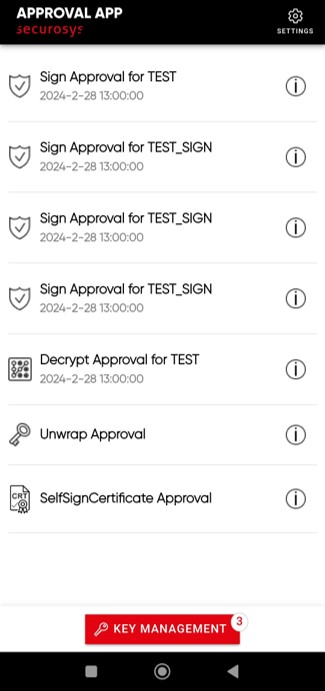 APPROVAL APP
securosys
SETTINGS
Sign Approval for TEST
2024-2-28 13:00:00
Sign Approval for TEST_SIGN
2024-2-28 13:00:00
Sign Approval for TEST_SIGN
2024-2-28 13:00:00
Sign Approval for TEST_SIGN
2024-2-28 13:00:00
Decrypt Approval for TEST
2024-2-28 13:00:00
Unwrap Approval
CRT
SelfSignCertificate Approval
KEY MANAGEMENT
3